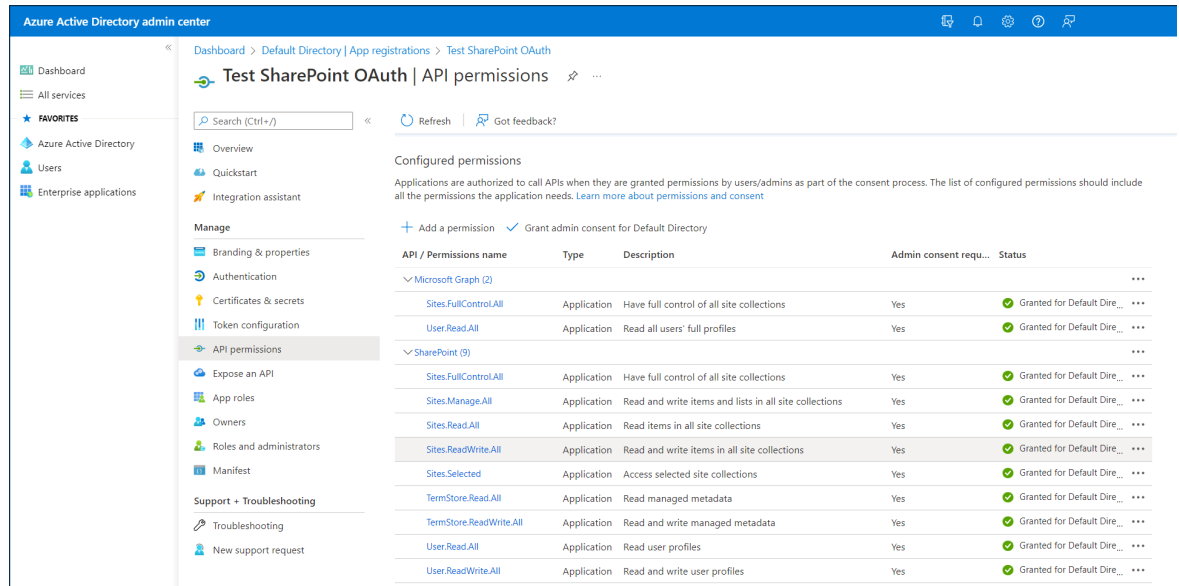 Azure Active Directory admin center
«
Dashboard > Default Directory | App registrations > Test SharePoint OAuth
Dashboard
All services
FAVORITES
Azure Active Directory
Users
Enterprise applications
Test SharePoint OAuth | API permissions
Search (Ctrl+/)
«
Overview
Quickstart
Integration assistant
Manage
Branding & properties
Authentication
Certificates & secrets
Token configuration
API permissions
Expose an API
App roles
Owners
Roles and administrators
Manifest
Support + Troubleshooting
Troubleshooting
New support request
Refresh Got feedback?
Configured permissions
Applications are authorized to call APIs when they are granted permissions by users/admins as part of the consent process. The list of configured permissions should include
all the permissions the application needs. Learn more about permissions and consent
Add a permission Grant admin consent for Default Directory
API / Permissions name Type Description Admin consent requ... Status
Microsoft Graph (2)
Sites.FullControl.All Application Have full control of all site collections Yes Granted for Default Dire...
User.Read.All Application Read all users' full profiles Yes Granted for Default Dire...
SharePoint (9)
Sites.FullControl.All Application Have full control of all site collections Yes Granted for Default Dire...
Sites.Manage.All Application Read and write items and lists in all site collections Yes Granted for Default Dire...
Sites.Read.All Application Read items in all site collections Yes Granted for Default Dire...
Sites.ReadWrite.All Application Read and write items in all site collections Yes Granted for Default Dire...
Sites.Selected Application Access selected site collections Yes Granted for Default Dire...
TermStore.Read.All Application Read managed metadata Yes Granted for Default Dire...
TermStore.ReadWrite.All Application Read and write managed metadata Yes Granted for Default Dire...
User.Read.All Application Read user profiles Yes Granted for Default Dire...
User.ReadWrite.All Application Read and write user profiles Yes Granted for Default Dire...